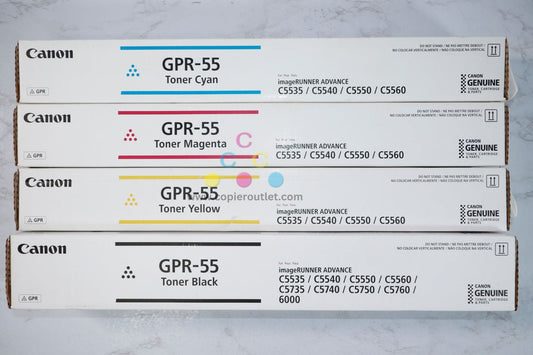 Canon
GPR
GPR-55
Toner Cyan
imageRUNNER ADVANCE
C5535 / C5540 / C5550 / C5560
DO NOT STAND / NE PAS METTRE DEBOUT /
NO COLOCAR VERTICALMENTE
CANON
GENUINE
TONER, CARTRIDGE
& PARTS
Canon
GPR
GPR-55
Toner Magenta
imageRUNNER ADVANCE
C5535 / C5540 / C5550 / C5560
DO NOT STAND / NE PAS METTRE DEBOUT /
NO COLOCAR VERTICALMENTE
CANON
GENUINE
TONER, CARTRIDGE
& PARTS
C
C C
www.copieroutlet.com
Canon
GPR
GPR-55
Toner Yellow
imageRUNNER ADVANCE
C5535 / C5540 / C5550 / C5560
DO NOT STAND / NE PAS METTRE DEBOUT /
NO COLOCAR VERTICALMENTE
CANON
GENUINE
TONER, CARTRIDGE
& PARTS
Canon
GPR
GPR-55
Toner Black
imageRUNNER ADVANCE
C5535 / C5540 / C5550 / C5560 /
C5735 / C5740 / C5750 / C5760 /
6000
DO NOT STAND / NE PAS METTRE DEBOUT /
NO COLOCAR VERTICALMENTE
CANON
GENUINE
TONER, CARTRIDGE
& PARTS